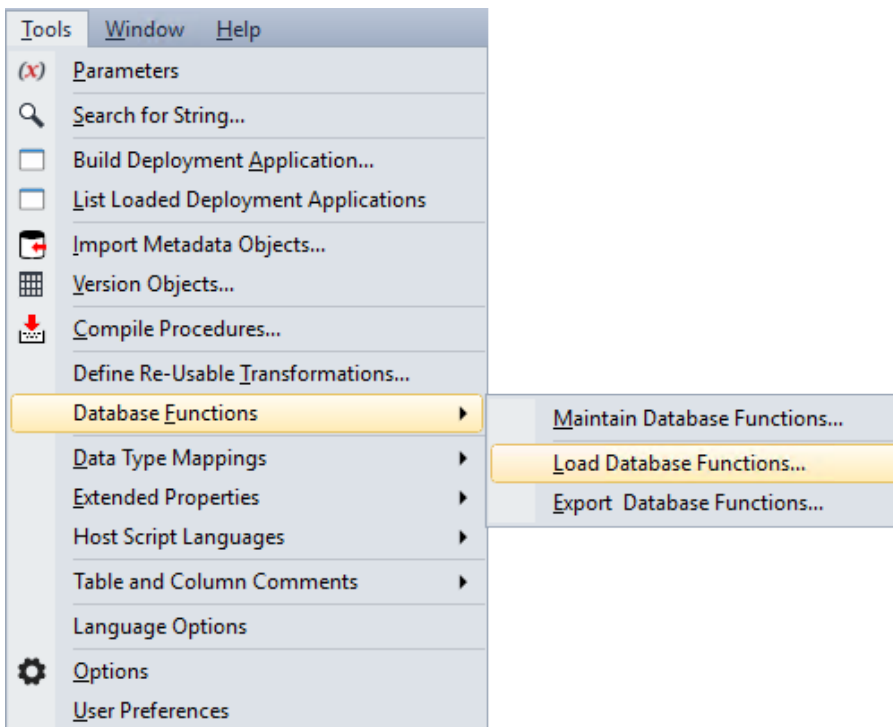 Tools Window Help
(x) Parameters
Search for String...
Build Deployment Application...
List Loaded Deployment Applications
Import Metadata Objects...
Version Objects...
Compile Procedures...
Define Re-Usable Transformations...
Database Functions
Maintain Database Functions...
Load Database Functions...
Export Database Functions...
Data Type Mappings
Extended Properties
Host Script Languages
Table and Column Comments
Language Options
Options
User Preferences